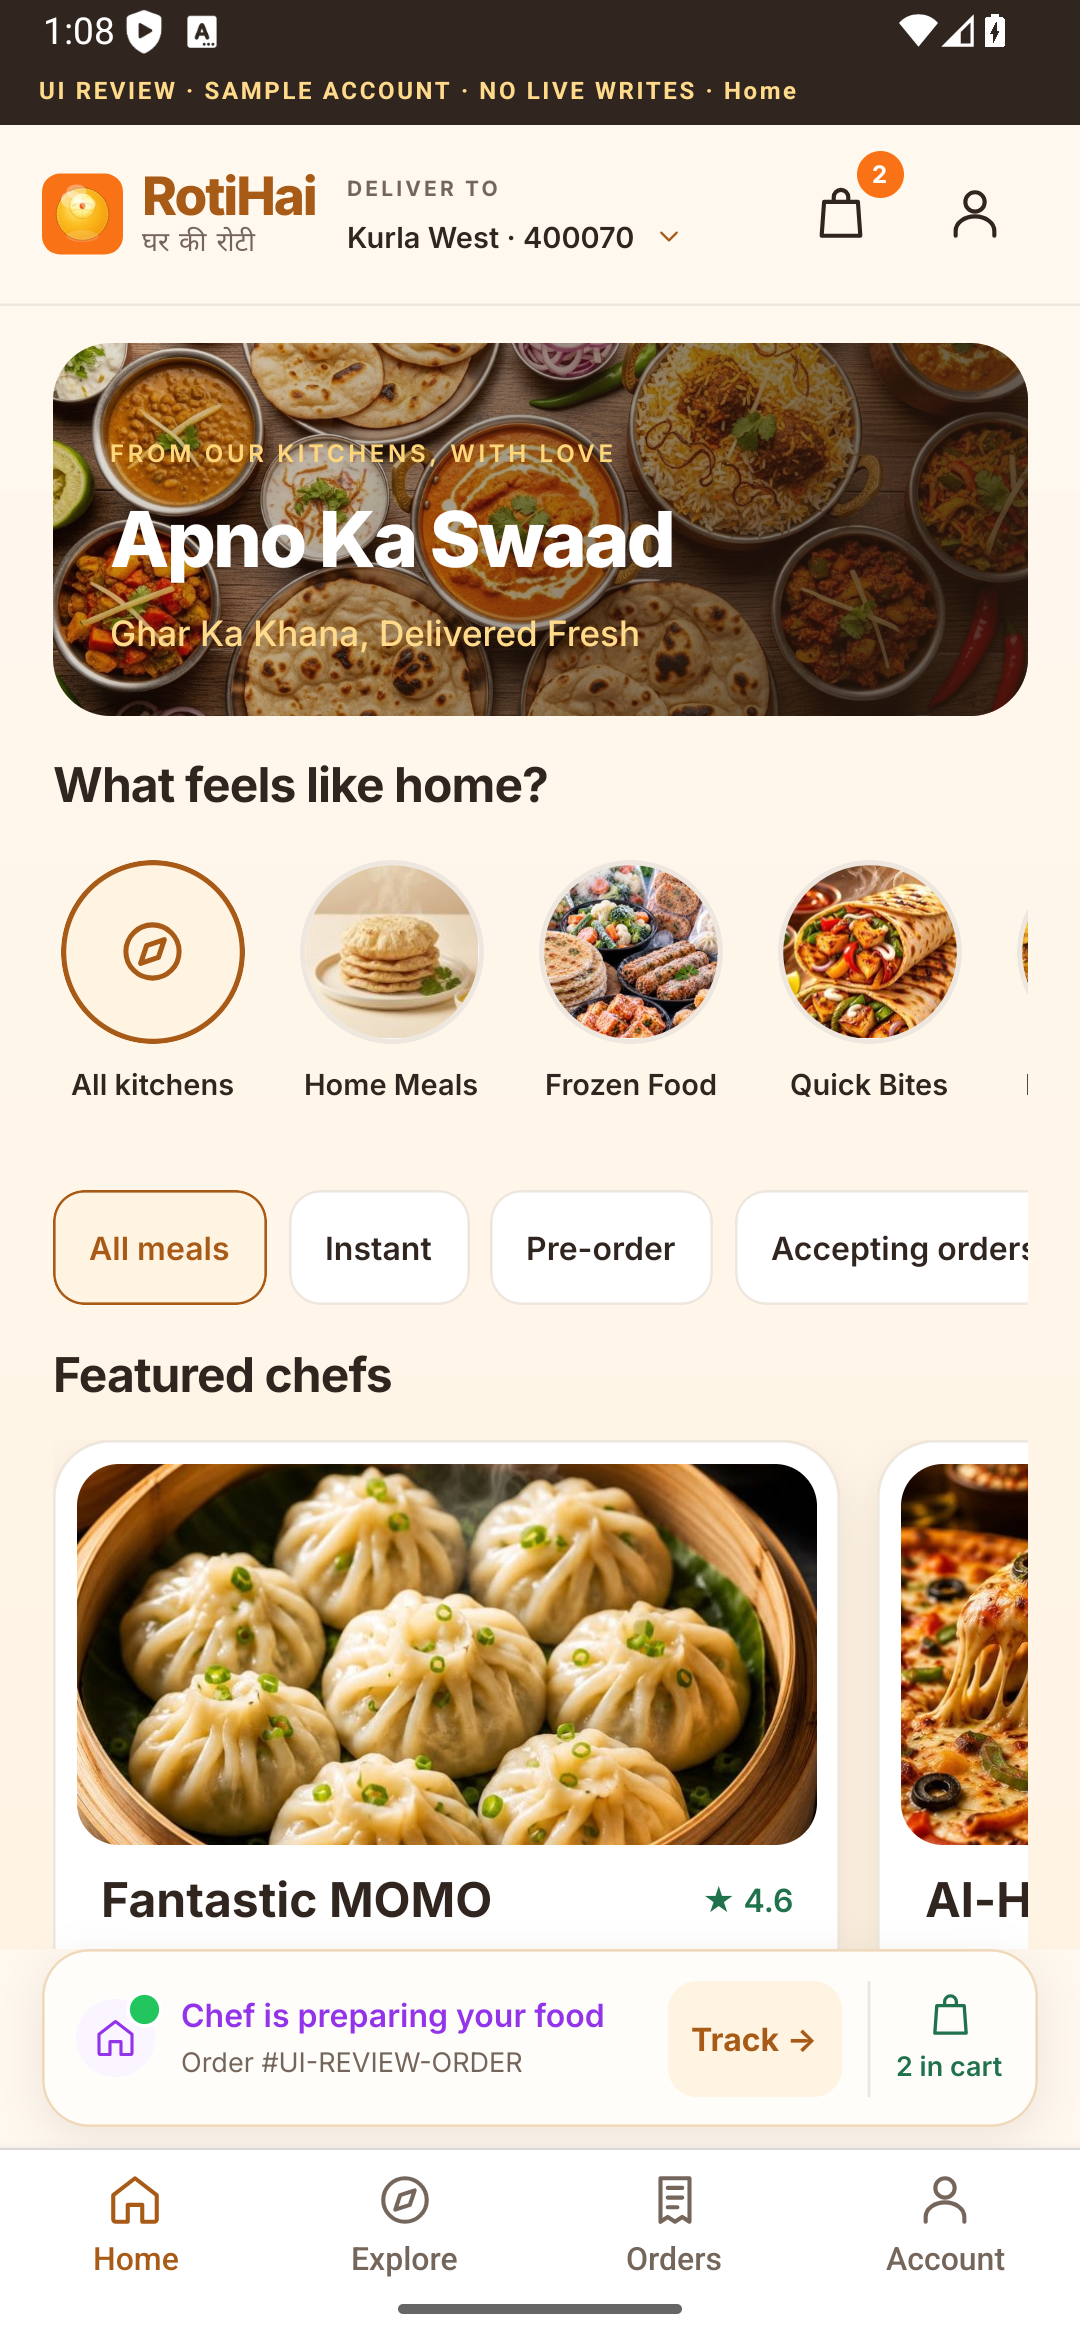 1:08
UI REVIEW · SAMPLE ACCOUNT · NO LIVE WRITES · Home
RotiHai
घर की रोटी
DELIVER TO
Kurla West · 400070
2
FROM OUR KITCHENS, WITH LOVE
Apno Ka Swaad
Ghar Ka Khana, Delivered Fresh
What feels like home?
All kitchens
Home Meals
Frozen Food
Quick Bites
All meals
Instant
Pre-order
Accepting orders
Featured chefs
Fantastic MOMO
★ 4.6
Al-H
Chef is preparing your food
Order #UI-REVIEW-ORDER
Track →
2 in cart
Home
Explore
Orders
Account